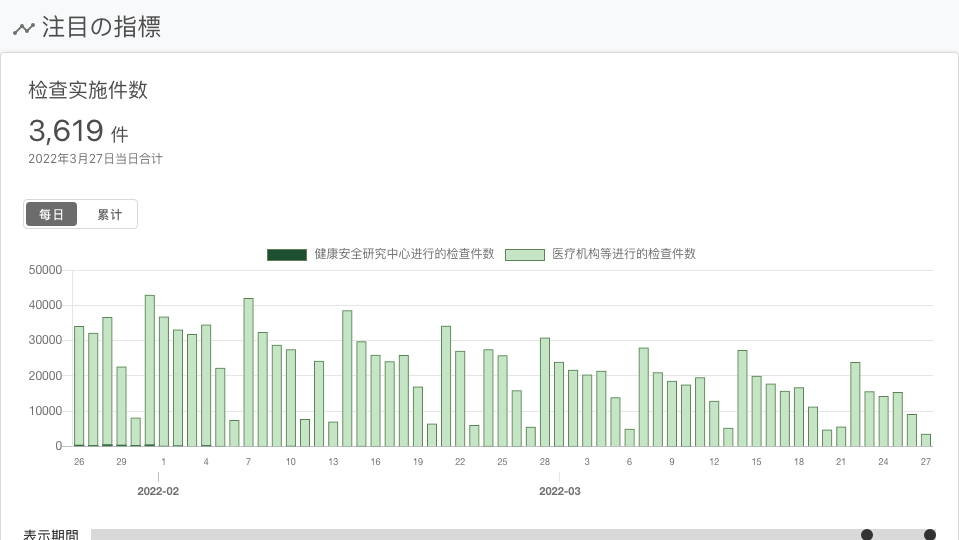 注目の指標
检查实施件数
3,619 件
2022年3月27日当日合计
每日 累计
健康安全研究中心进行的检查件数 医疗机构等进行的检查件数
50000
40000
30000
20000
10000
0
26 29 1 4 7 10 13 16 19 22 25 28 3 6 9 12 15 18 21 24 27
2022-02 2022-03
表示期間